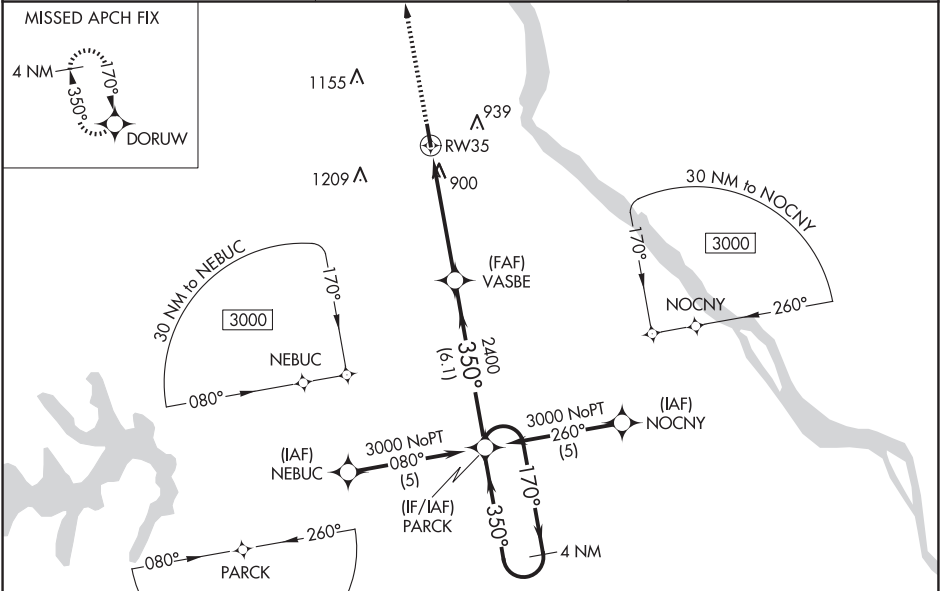 MISSED APCH FIX
4 NM
170°
350°
DORUW
1155
939
RW35
1209
900
30 NM to NEBUC
3000
170°
NEBUC
080°
(FAF)
VASBE
2400
350°
(6.1)
30 NM to NOCNY
3000
170°
NOCNY
260°
(IAF)
NEBUC
3000 NoPT
080°
(5)
(IF/IAF)
PARCK
3000 NoPT
260°
(5)
(IAF)
NOCNY
170°
350°
4 NM
080°
260°
PARCK